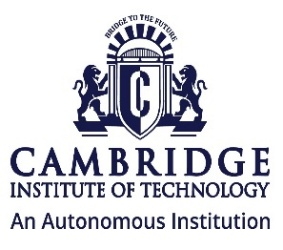 BRIDGE TO THE FUTURE
C
CAMBRIDGE
INSTITUTE OF TECHNOLOGY
An Autonomous Institution